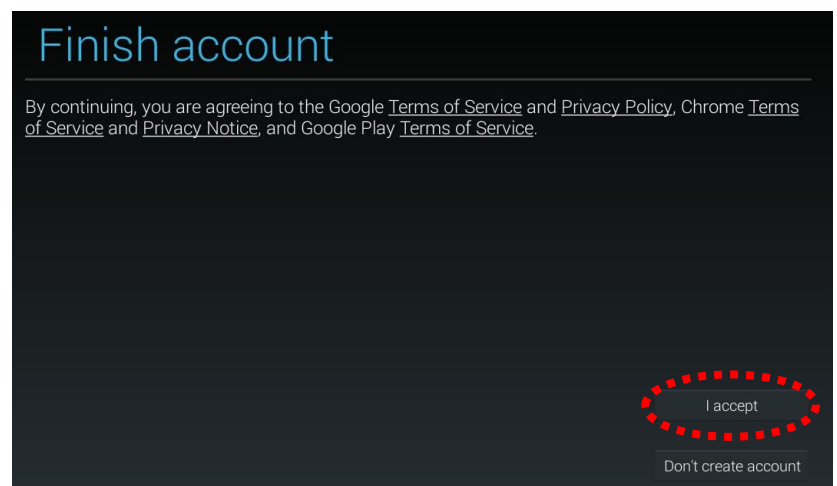 Finish account
By continuing, you are agreeing to the Google Terms of Service and Privacy Policy, Chrome Terms
of Service and Privacy Notice, and Google Play Terms of Service.
I accept
Don't create account